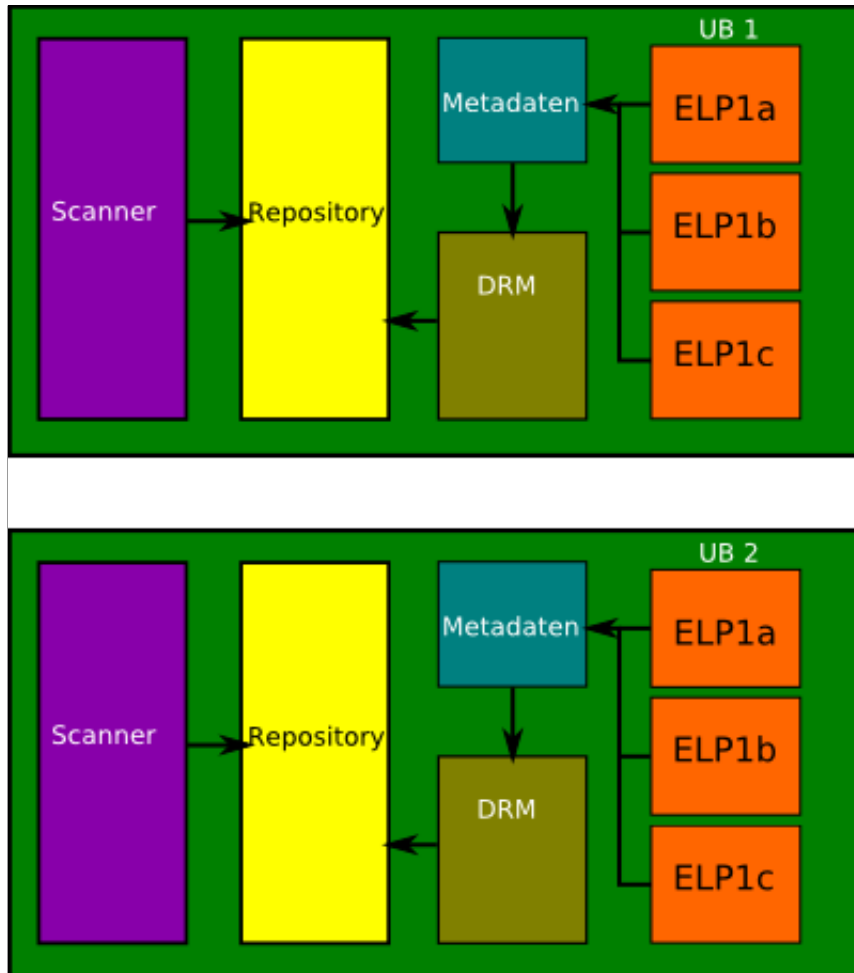 UB 1
Scanner
Repository
Metadaten
DRM
ELP1a
ELP1b
ELP1c
UB 2
Scanner
Repository
Metadaten
DRM
ELP1a
ELP1b
ELP1c